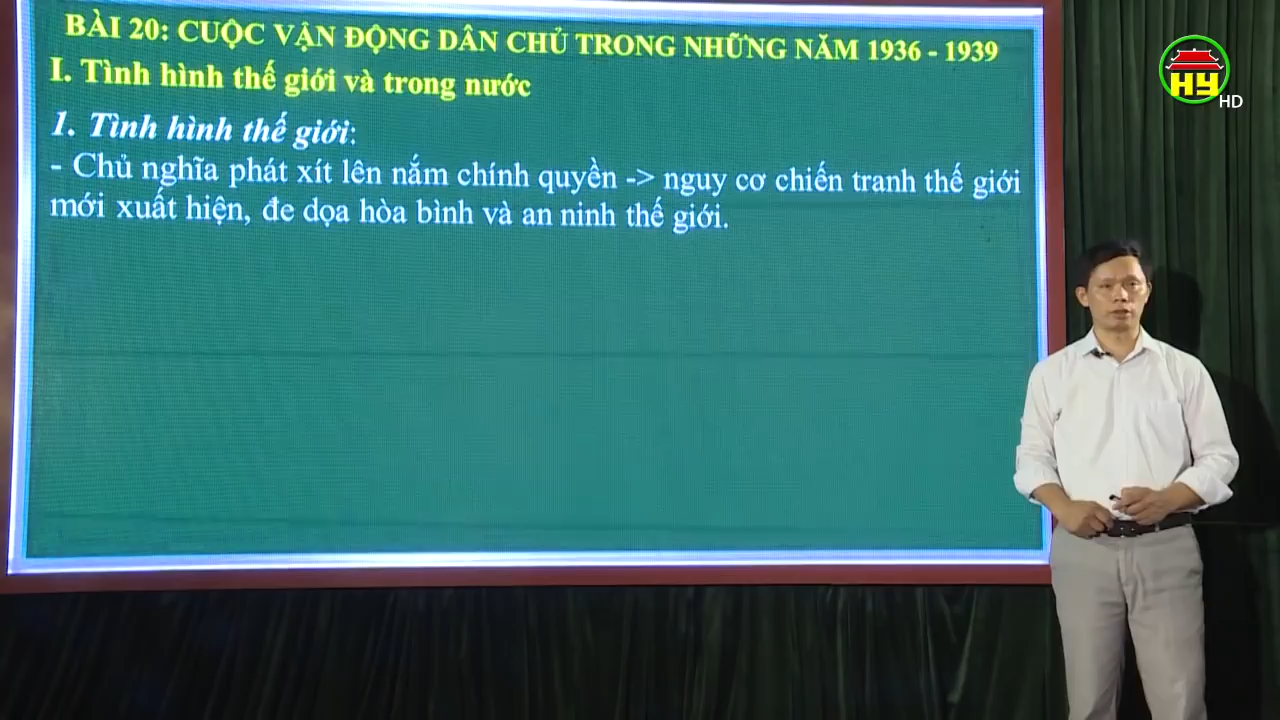 BÀI 20: CUỘC VẬN ĐỘNG DÂN CHỦ TRONG NHỮNG NĂM 1936 - 1939
I. Tình hình thế giới và trong nước
1. Tình hình thế giới:
- Chủ nghĩa phát xít lên nắm chính quyền -> nguy cơ chiến tranh thế giới
mới xuất hiện, đe dọa hòa bình và an ninh thế giới.
HY
HD